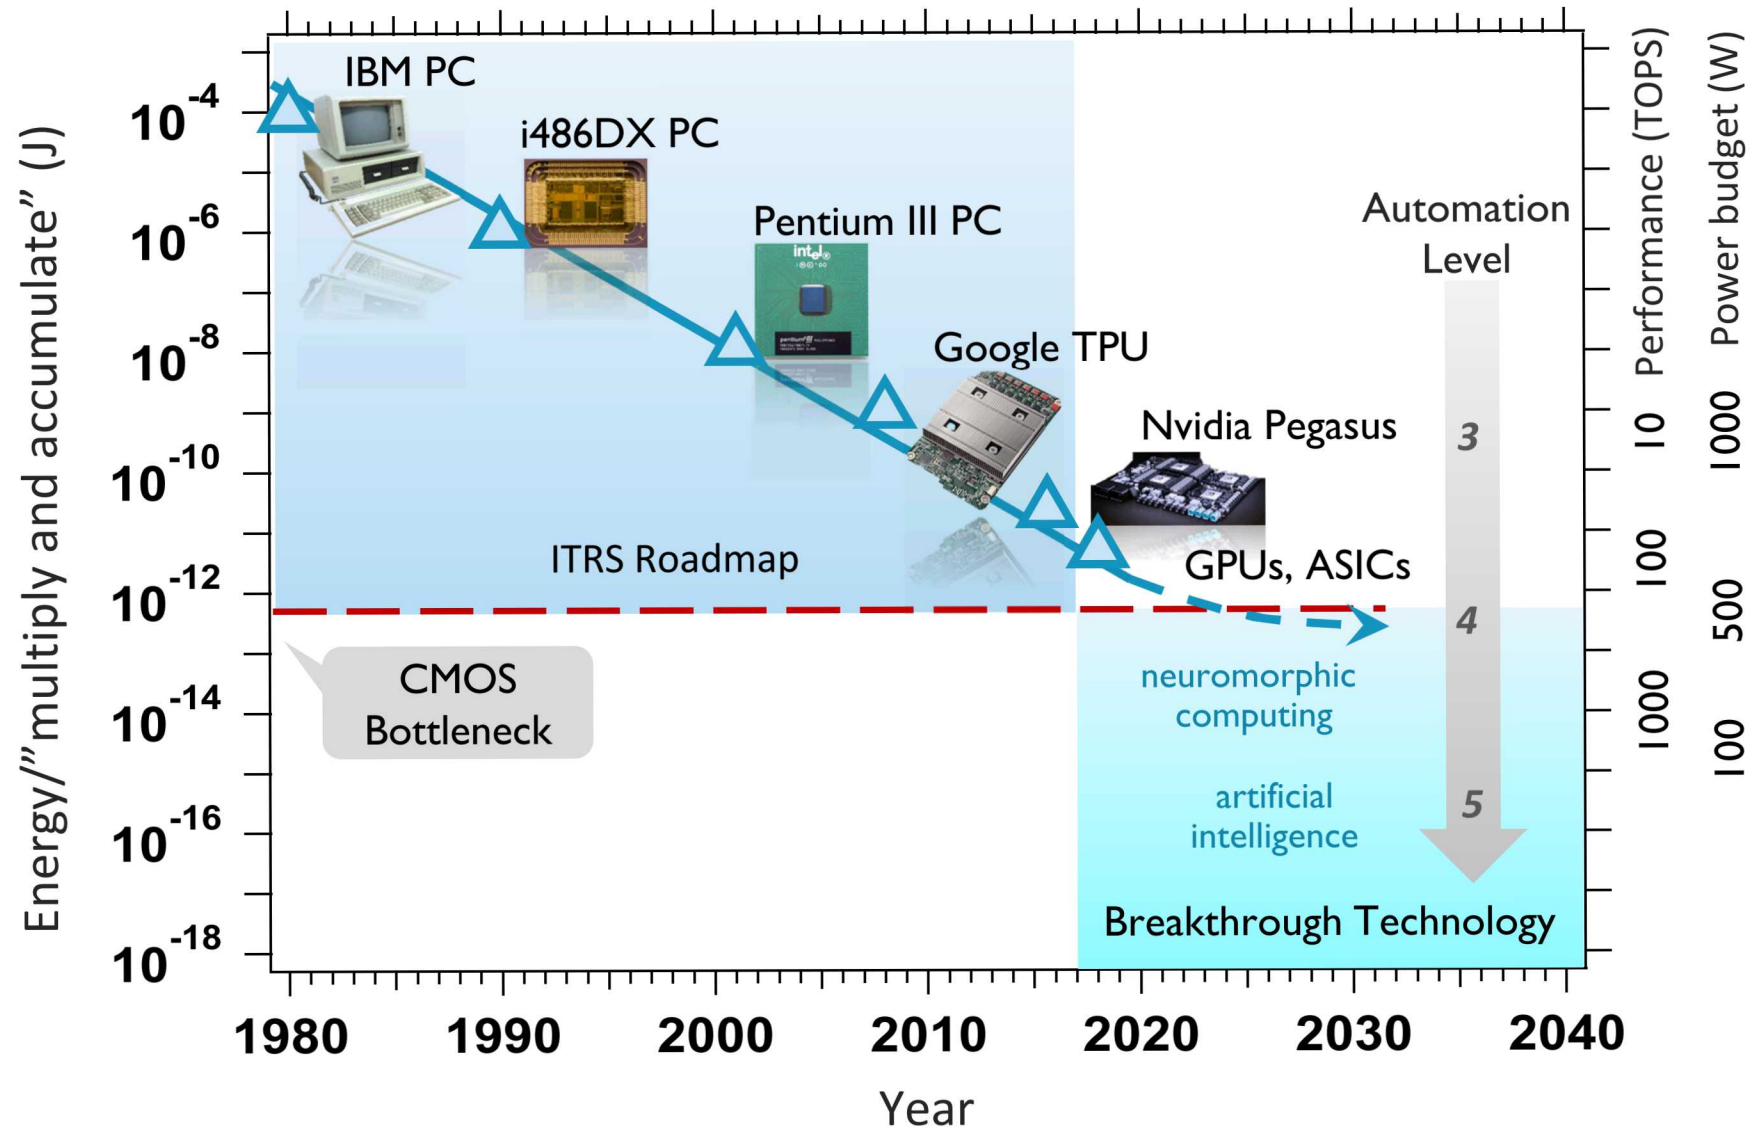 IBM PC
i486DX PC
Pentium III PC
intel®
Google TPU
Nvidia Pegasus
GPUs, ASICs
ITRS Roadmap
CMOS
Bottleneck
neuromorphic
computing
artificial
intelligence
Breakthrough Technology
Automation
Level
3
4
5
Energy/”multiply and accumulate” (J)
10-4
10-6
10-8
10-10
10-12
10-14
10-16
10-18
1980
1990
2000
2010
2020
2030
2040
Year
Performance (TOPS)
10
100
1000
Power budget (W)
1000
500
100